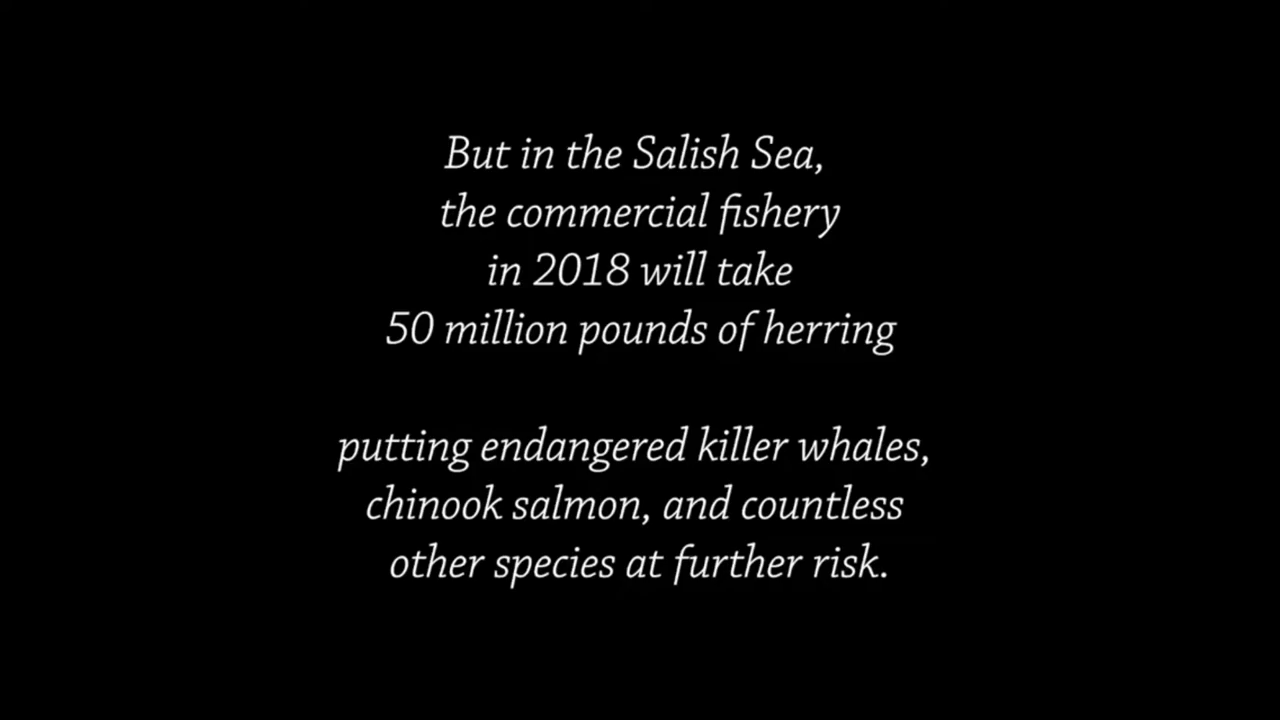 But in the Salish Sea,
the commercial fishery
in 2018 will take
50 million pounds of herring
putting endangered killer whales,
chinook salmon, and countless
other species at further risk.